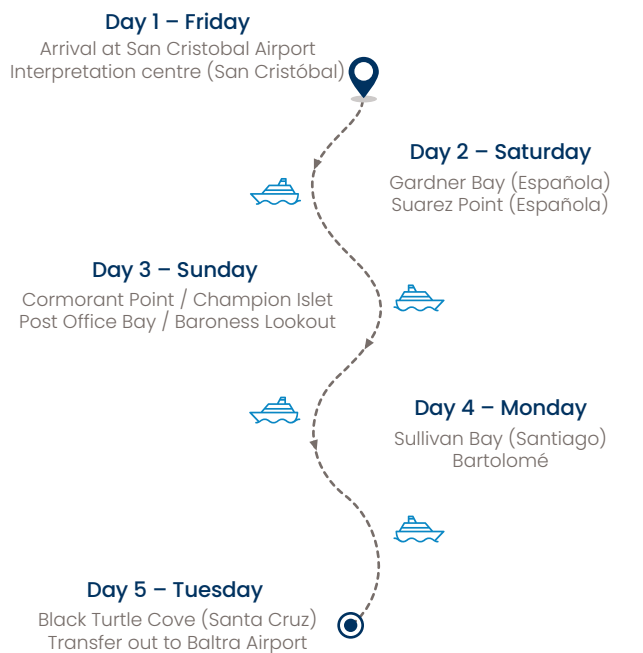 Day 1 – Friday
Arrival at San Cristobal Airport
Interpretation centre (San Cristóbal)
Day 2 – Saturday
Gardner Bay (Española)
Suarez Point (Española)
Day 3 – Sunday
Cormorant Point / Champion Islet
Post Office Bay / Baroness Lookout
Day 4 – Monday
Sullivan Bay (Santiago)
Bartolomé
Day 5 – Tuesday
Black Turtle Cove (Santa Cruz)
Transfer out to Baltra Airport